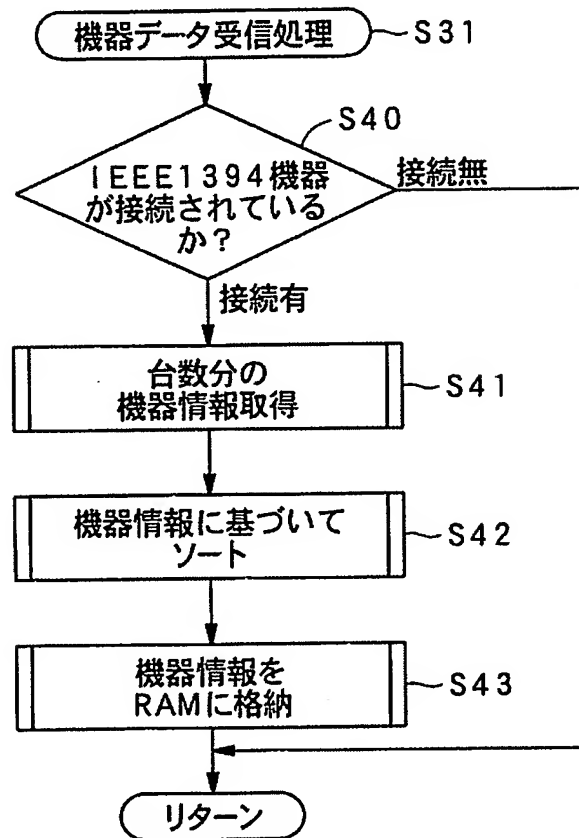 機器データ受信処理
S31
S40
IEEE1394機器
が接続されている
か?
接続無
接続有
台数分の
機器情報取得
S41
機器情報に基づいて
ソート
S42
機器情報を
RAMに格納
S43
リターン